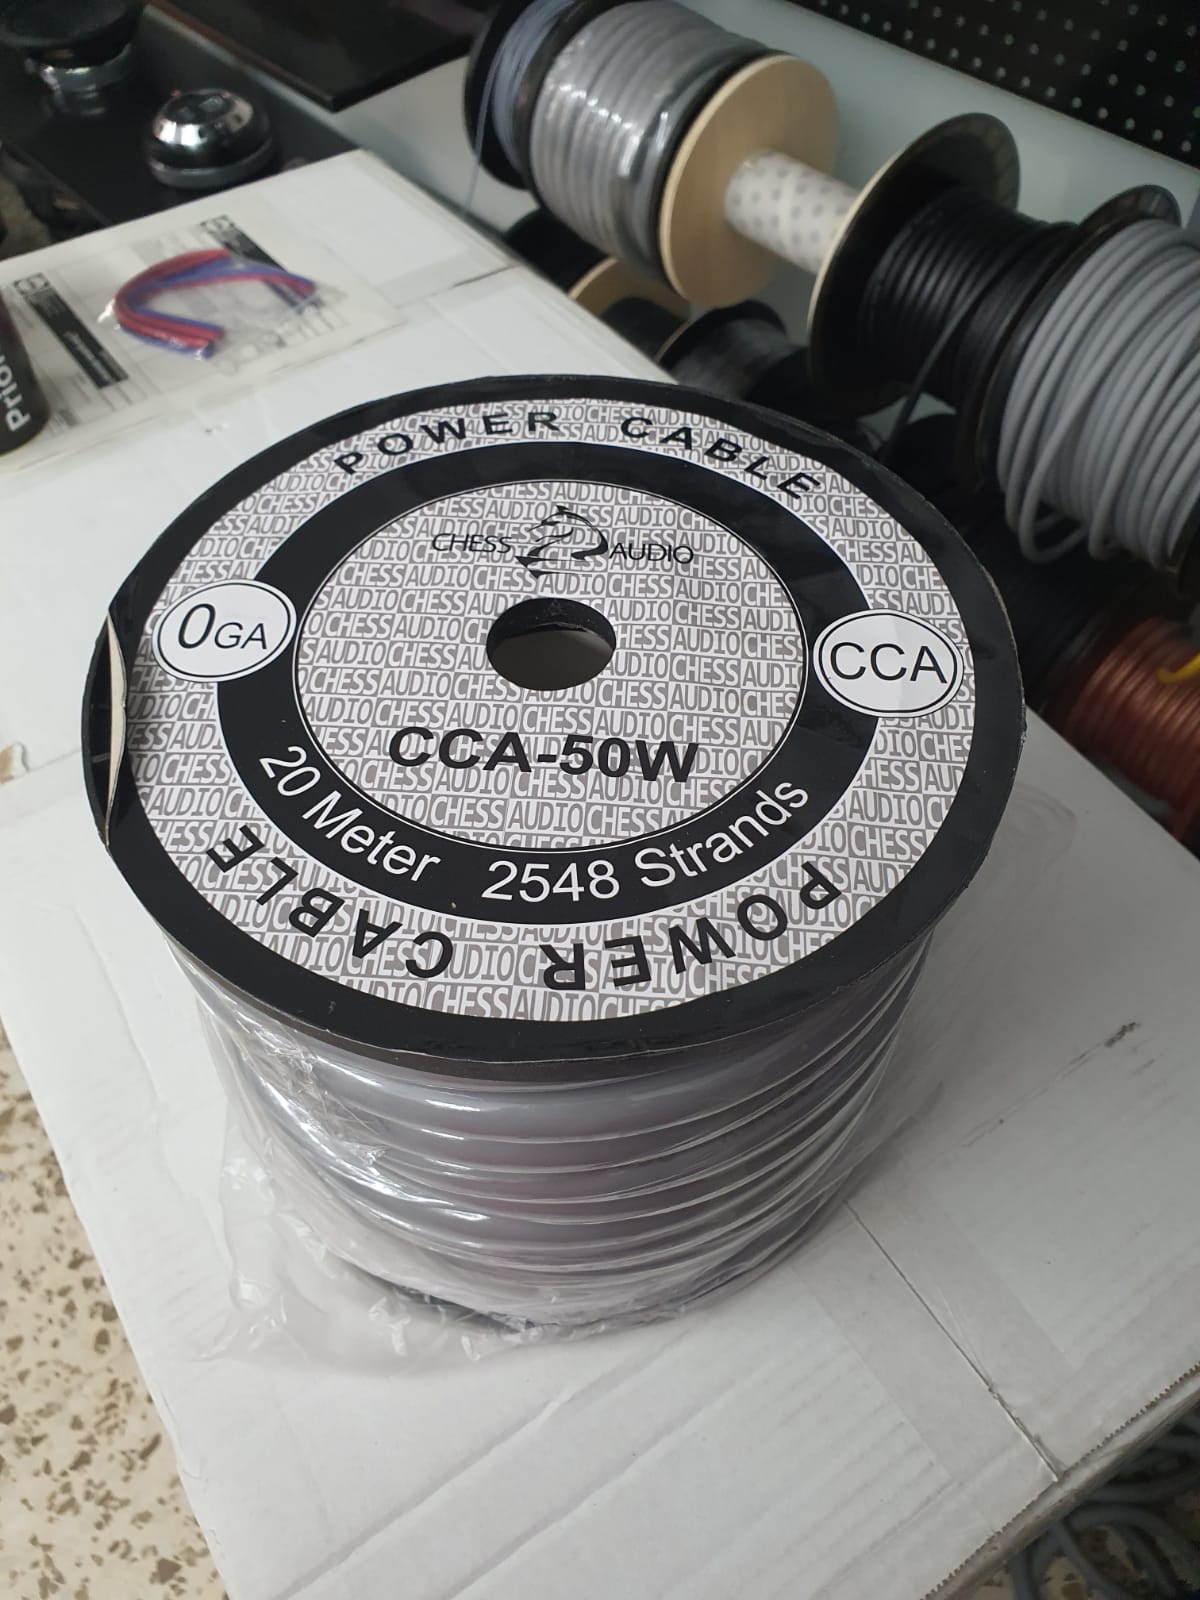 POWER CABLE
CHESS AUDIO
0GA
CCA
CCA-50W
20 Meter 2548 Strands
POWER CABLE